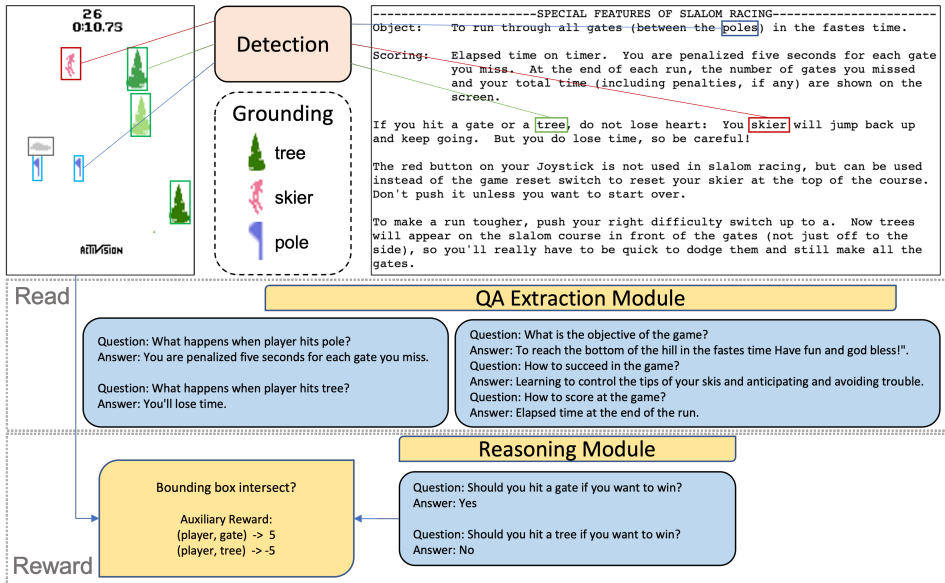 26
0:10.75
ACTIVISION
Detection
Grounding
tree
skier
pole
SPECIAL FEATURES OF SLALOM RACING
Object: To run through all gates (between the poles) in the fastes time.
Scoring: Elapsed time on timer. You are penalized five seconds for each gate
you miss. At the end of each run, the number of gates you missed
and your total time (including penalties, if any) are shown on the
screen.
If you hit a gate or a tree, do not lose heart: You skier will jump back up
and keep going. But you do lose time, so be careful!
The red button on your Joystick is not used in slalom racing, but can be used
instead of the game reset switch to reset your skier at the top of the course.
Don't push it unless you want to start over.
To make a run tougher, push your right difficulty switch up to a. Now trees
will appear on the slalom course in front of the gates (not just off to the
side), so you'll really have to be quick to dodge them and still make all the
gates.
Read
QA Extraction Module
Question: What happens when player hits pole?
Answer: You are penalized five seconds for each gate you miss.
Question: What happens when player hits tree?
Answer: You'll lose time.
Question: What is the objective of the game?
Answer: To reach the bottom of the hill in the fastes time Have fun and god bless!".
Question: How to succeed in the game?
Answer: Learning to control the tips of your skis and anticipating and avoiding trouble.
Question: How to score at the game?
Answer: Elapsed time at the end of the run.
Reasoning Module
Bounding box intersect?
Auxiliary Reward:
(player, gate) -> 5
(player, tree) -> -5
Question: Should you hit a gate if you want to win?
Answer: Yes
Question: Should you hit a tree if you want to win?
Answer: No
Reward